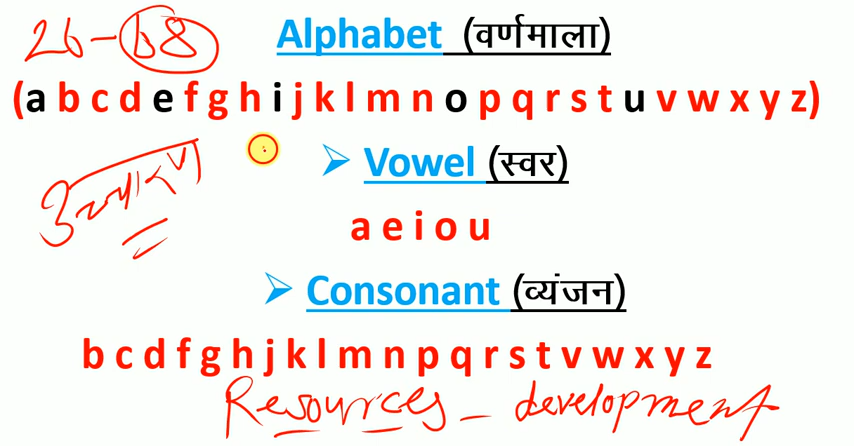 26-68 Alphabet (वर्णमाला)
(a b c d e f g h i j k l m n o p q r s t u v w x y z)
➢ Vowel (स्वर)
उच्चारण
a e i o u
➢ Consonant (व्यंजन)
b c d f g h j k l m n p q r s t v w x y z
Resources - development